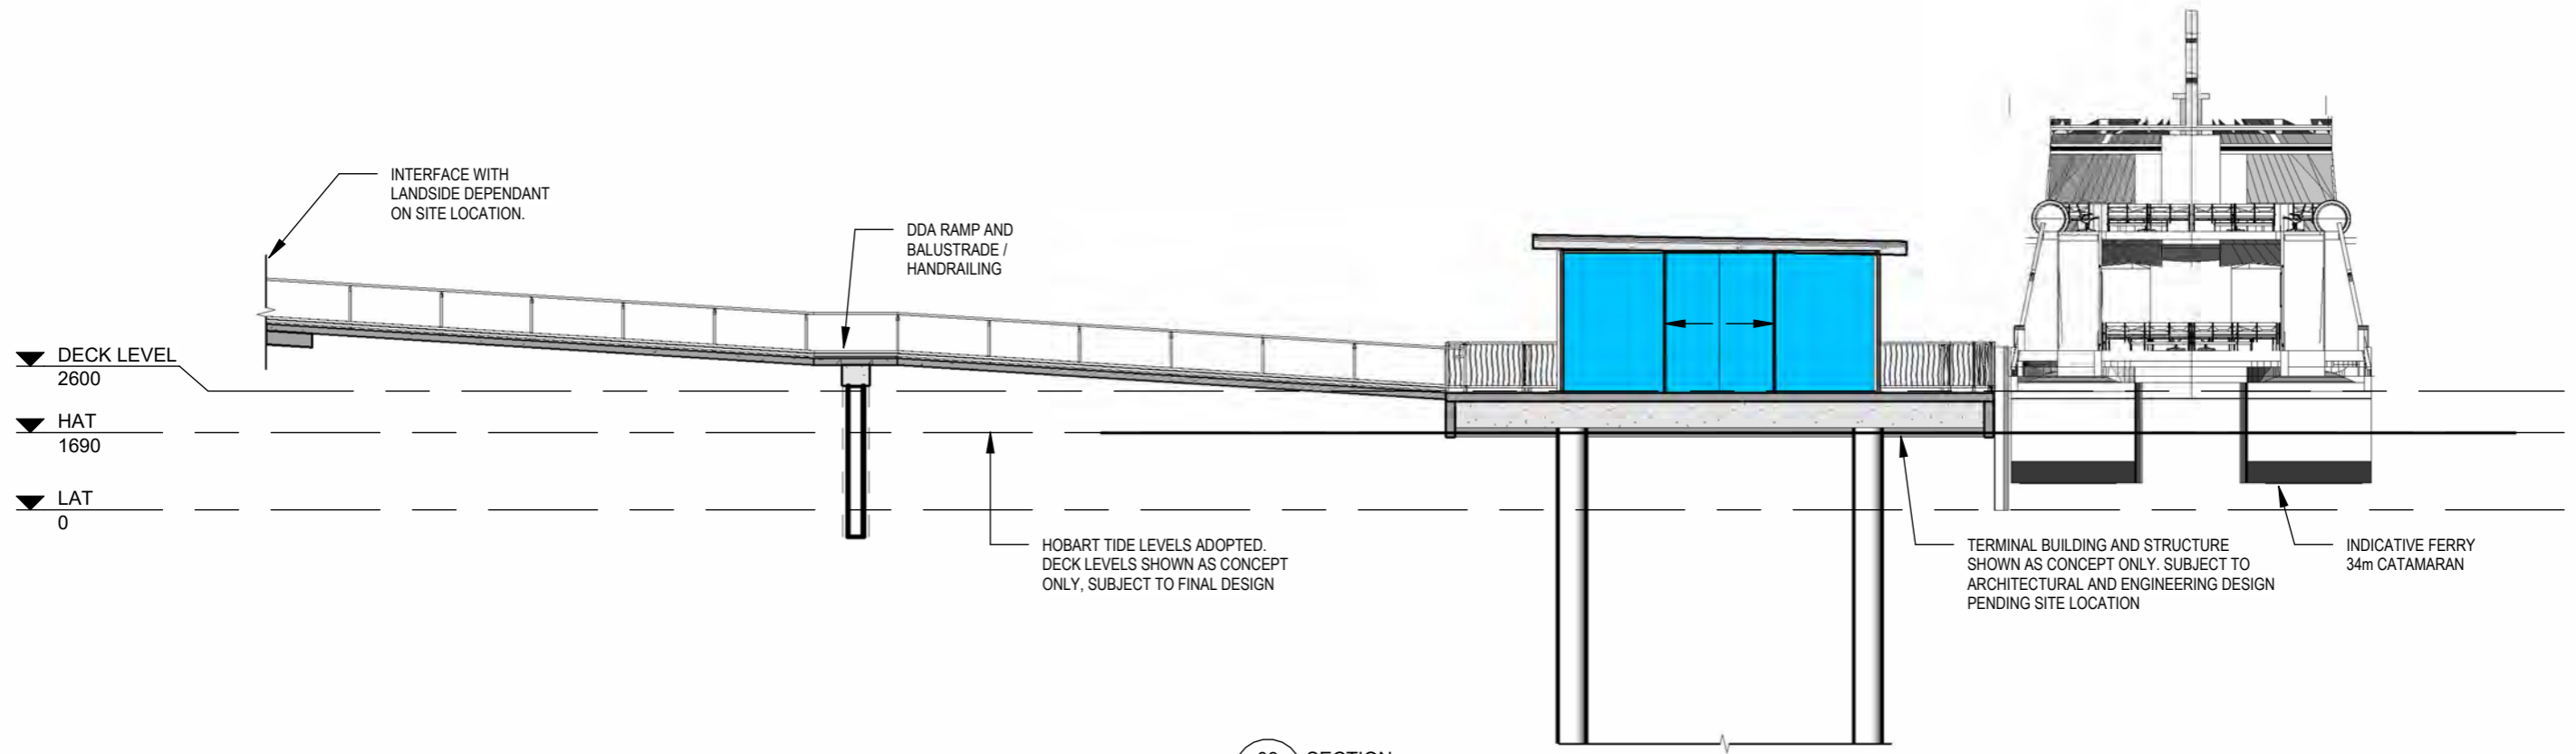 INTERFACE WITH
LANDSIDE DEPENDANT
ON SITE LOCATION.
DDA RAMP AND
BALUSTRADE /
HANDRAILING
DECK LEVEL
2600
HAT
1690
LAT
0
HOBART TIDE LEVELS ADOPTED.
DECK LEVELS SHOWN AS CONCEPT
ONLY, SUBJECT TO FINAL DESIGN
TERMINAL BUILDING AND STRUCTURE
SHOWN AS CONCEPT ONLY. SUBJECT TO
ARCHITECTURAL AND ENGINEERING DESIGN
PENDING SITE LOCATION
INDICATIVE FERRY
34m CATAMARAN
SECTION